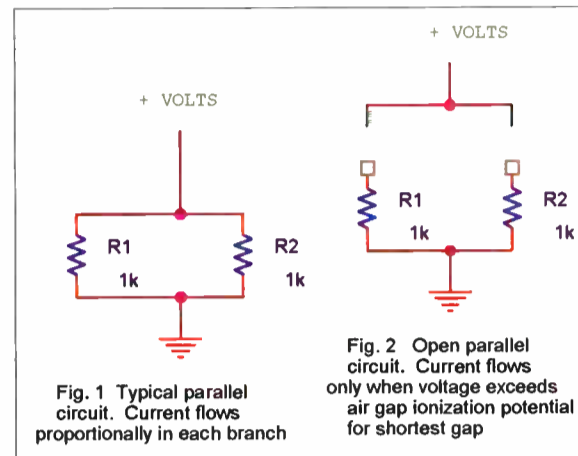 + VOLTS
R1
1k
R2
1k
Fig. 1 Typical parallel
circuit. Current flows
proportionally in each branch
+ VOLTS
R1
1k
R2
1k
Fig. 2 Open parallel
circuit. Current flows
only when voltage exceeds
air gap ionization potential
for shortest gap